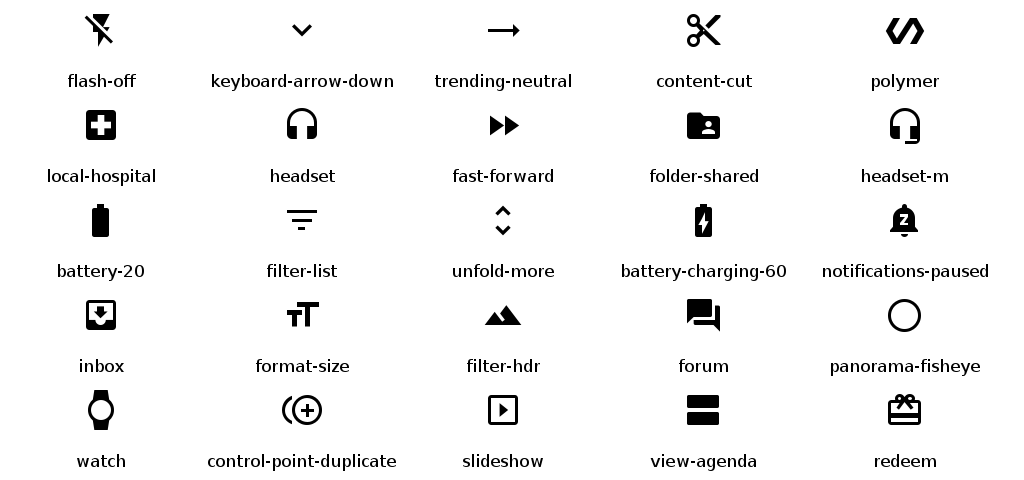 flash-off keyboard-arrow-down trending-neutral content-cut polymer
local-hospital headset fast-forward folder-shared headset-m
battery-20 filter-list unfold-more battery-charging-60 notifications-paused
inbox format-size filter-hdr forum panorama-fisheye
watch control-point-duplicate slideshow view-agenda redeem